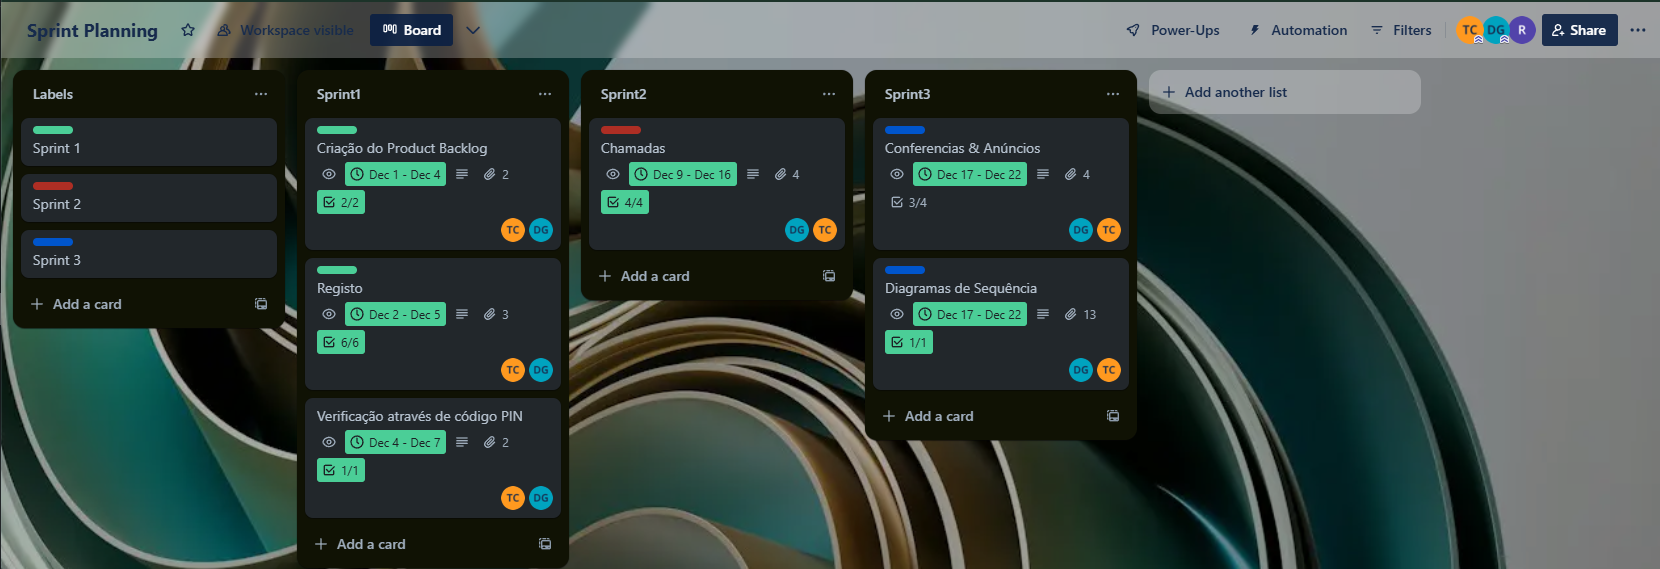 Sprint Planning
Workspace visible
Board
Power-Ups
Automation
Filters
TC
DG
R
Share
Labels
Sprint 1
Sprint 2
Sprint 3
Add a card
Sprint1
Criação do Product Backlog
Dec 1 - Dec 4
2
2/2
TC DG
Registo
Dec 2 - Dec 5
3
6/6
TC DG
Verificação através de código PIN
Dec 4 - Dec 7
2
1/1
TC DG
Add a card
Sprint2
Chamadas
Dec 9 - Dec 16
4
4/4
DG TC
Add a card
Sprint3
Conferencias & Anúncios
Dec 17 - Dec 22
4
3/4
DG TC
Diagramas de Sequência
Dec 17 - Dec 22
13
1/1
DG TC
Add a card
Add another list